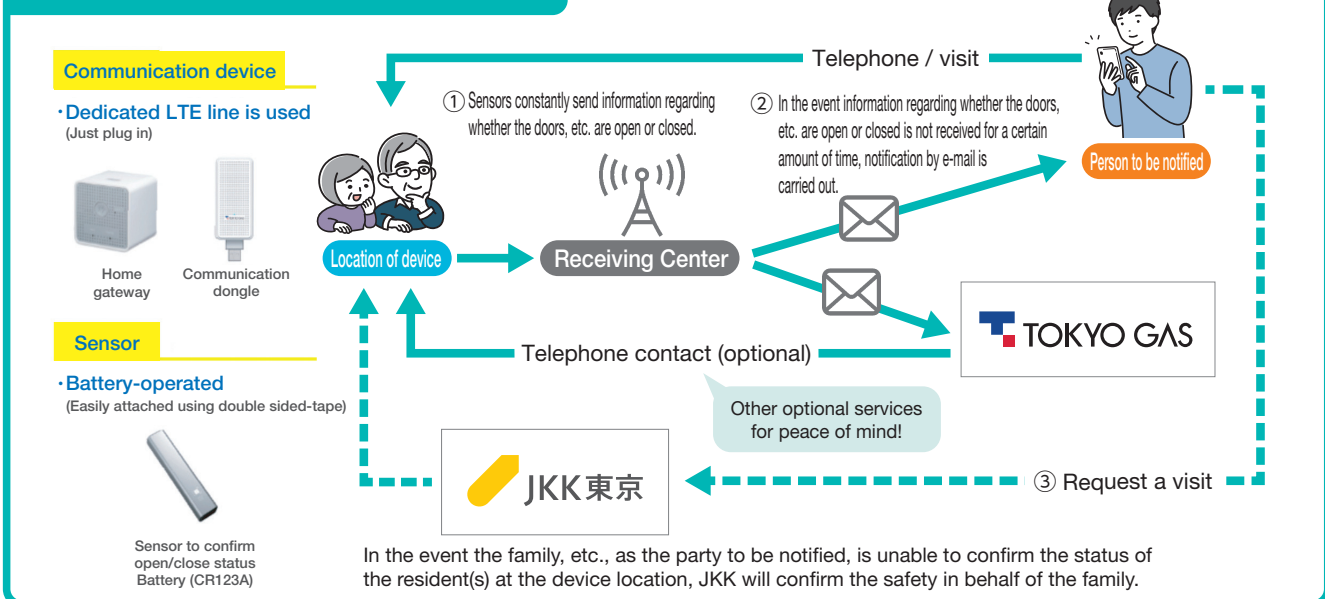 Communication device
・Dedicated LTE line is used
(Just plug in)
Home
gateway
Communication
dongle
Sensor
・Battery-operated
(Easily attached using double sided-tape)
Sensor to confirm
open/close status
Battery (CR123A)
Telephone / visit
① Sensors constantly send information regarding
whether the doors, etc. are open or closed.
② In the event information regarding whether the doors,
etc. are open or closed is not received for a certain
amount of time, notification by e-mail is
carried out.
Person to be notified
Location of device
Receiving Center
TOKYO GAS
Telephone contact (optional)
Other optional services
for peace of mind!
JKK東京
③ Request a visit
In the event the family, etc., as the party to be notified, is unable to confirm the status of
the resident(s) at the device location, JKK will confirm the safety in behalf of the family.